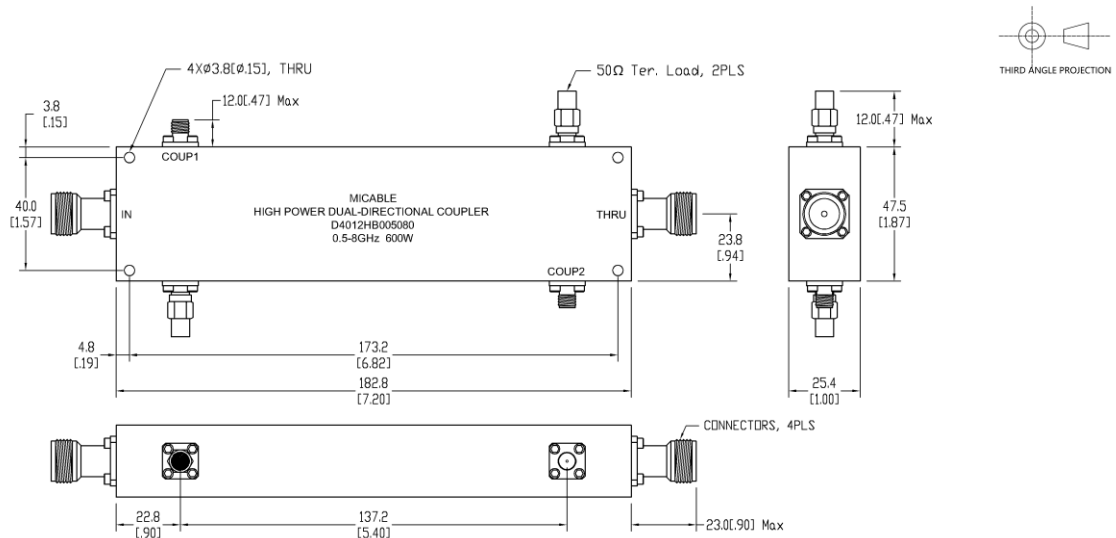 THIRD ANGLE PROJECTION
4XØ3.8[Ø.15], THRU
50Ω Ter. Load, 2PLS
3.8
[.15]
12.0[.47] Max
12.0[.47] Max
COUP1
40.0
[1.57]
IN
MICABLE
HIGH POWER DUAL-DIRECTIONAL COUPLER
D4012HB005080
0.5-8GHz 600W
THRU
23.8
[.94]
47.5
[1.87]
COUP2
4.8
[.19]
173.2
[6.82]
182.8
[7.20]
25.4
[1.00]
CONNECTORS, 4PLS
22.8
[.90]
137.2
[5.40]
23.0[.90] Max